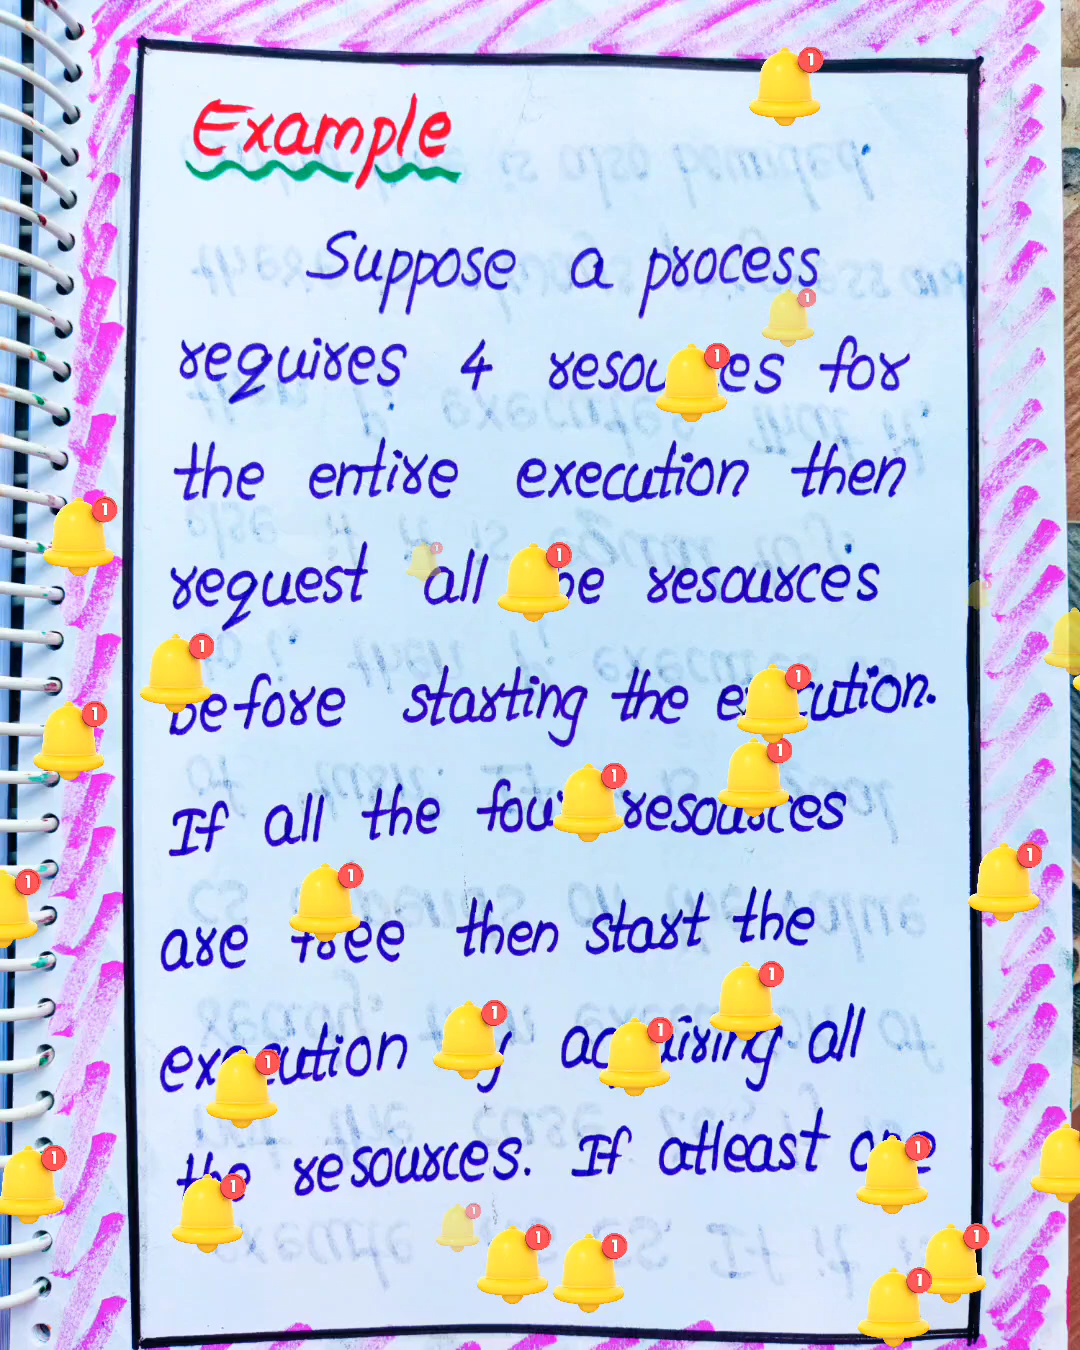 Example
Suppose a process
requires 4 resources for
the entire execution then
request all the resources
before starting the execution.
If all the four resources
are free then start the
execution by acquiring all
the resources. If atleast one